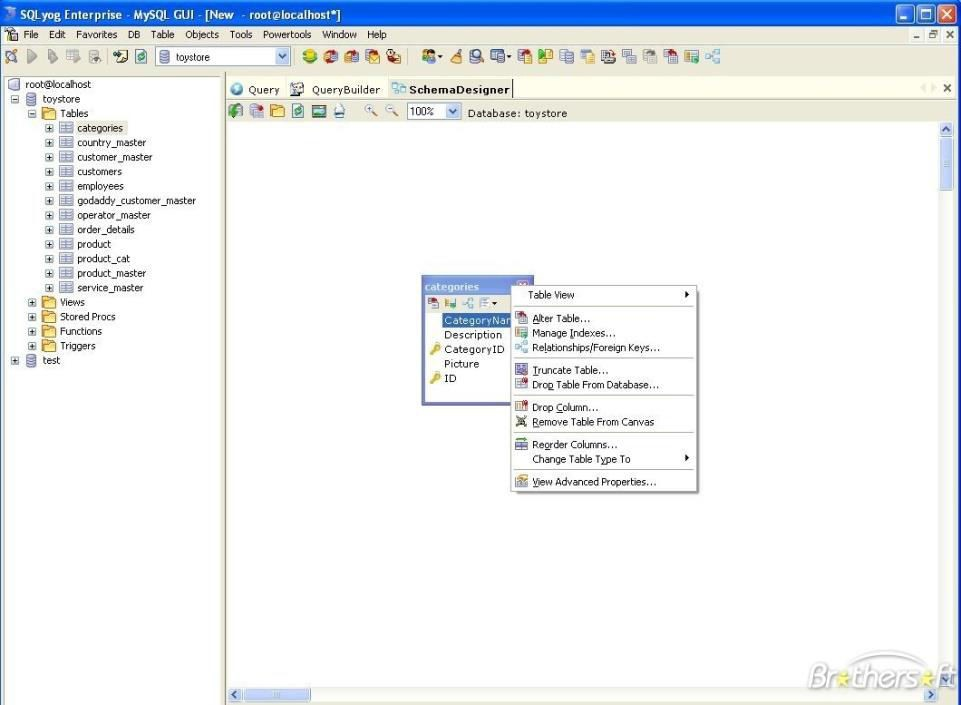 SQLyog Enterprise - MySQL GUI - [New - root@localhost*]
File Edit Favorites DB Table Objects Tools Powertools Window Help
toystore
root@localhost
toystore
Tables
categories
country_master
customer_master
customers
employees
godaddy_customer_master
operator_master
order_details
product
product_cat
product_master
service_master
Views
Stored Procs
Functions
Triggers
test
Query QueryBuilder SchemaDesigner
100% Database: toystore
categories
CategoryNam
Description
CategoryID
Picture
ID
Table View
Alter Table...
Manage Indexes...
Relationships/Foreign Keys...
Truncate Table...
Drop Table From Database...
Drop Column...
Remove Table From Canvas
Reorder Columns...
Change Table Type To
View Advanced Properties...
Brothersoft